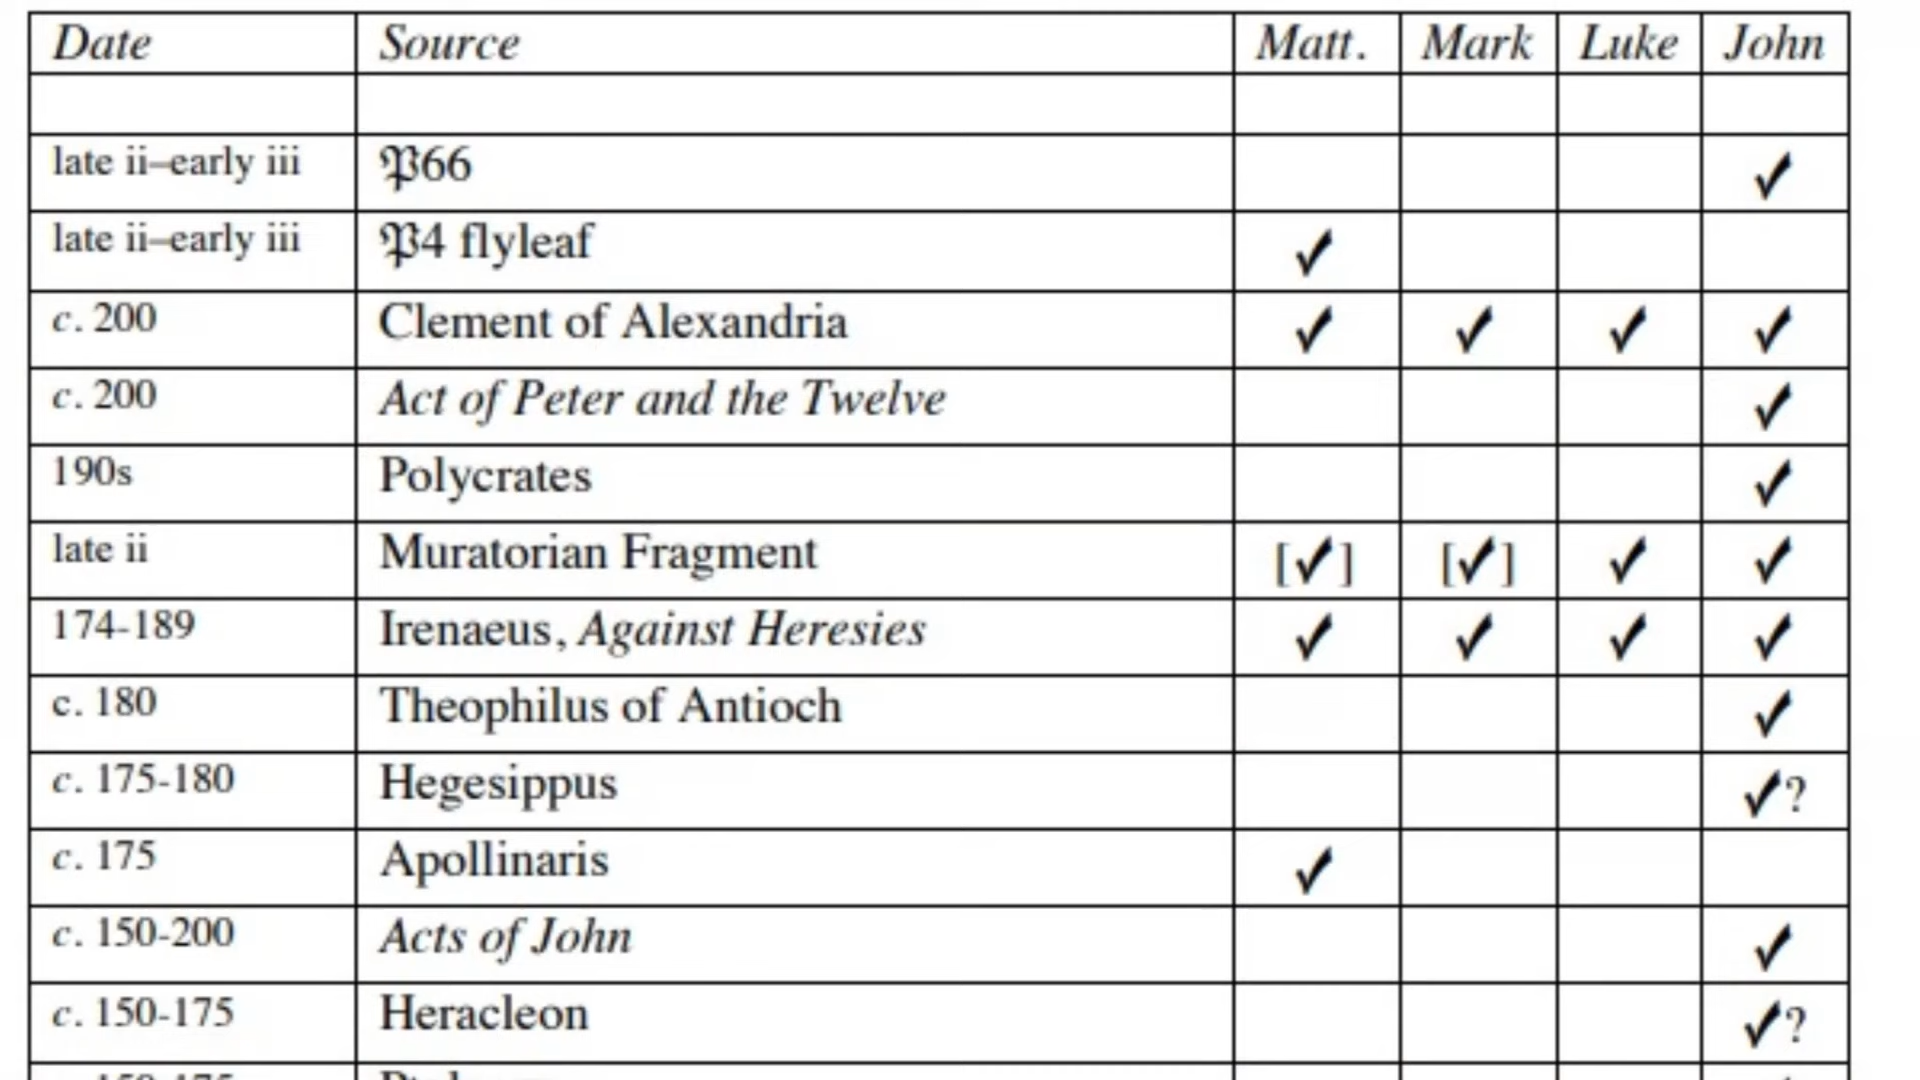 Date Source Matt. Mark Luke John
late ii–early iii 𝔓66 ✓
late ii–early iii 𝔓4 flyleaf ✓
c. 200 Clement of Alexandria ✓ ✓ ✓ ✓
c. 200 Act of Peter and the Twelve ✓
190s Polycrates ✓
late ii Muratorian Fragment [✓] [✓] ✓ ✓
174-189 Irenaeus, Against Heresies ✓ ✓ ✓ ✓
c. 180 Theophilus of Antioch ✓
c. 175-180 Hegesippus ✓?
c. 175 Apollinaris ✓
c. 150-200 Acts of John ✓
c. 150-175 Heracleon ✓?